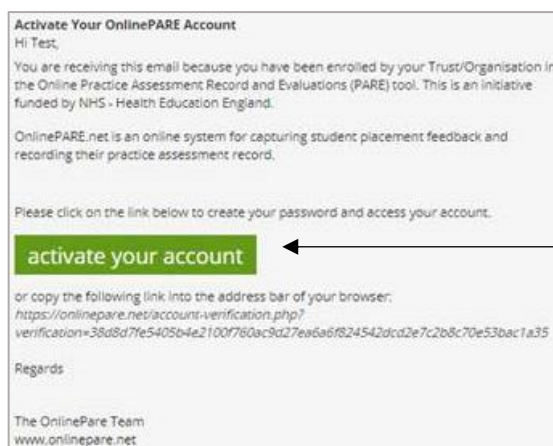 Activate Your OnlinePARE Account
Hi Test,
You are receiving this email because you have been enrolled by your Trust/Organisation in
the Online Practice Assessment Record and Evaluations (PARE) tool. This is an initiative
funded by NHS - Health Education England.
OnlinePARE.net is an online system for capturing student placement feedback and
recording their practice assessment record.
Please click on the link below to create your password and access your account.
activate your account
or copy the following link into the address bar of your browser:
https://onlinepare.net/account-verification.php?
verification=38d8d7fe5405b4e2100f760ac9d27ea6a6f824542dcd2e7c2b8c70e53bac1a35
Regards
The OnlinePare Team
www.onlinepare.net